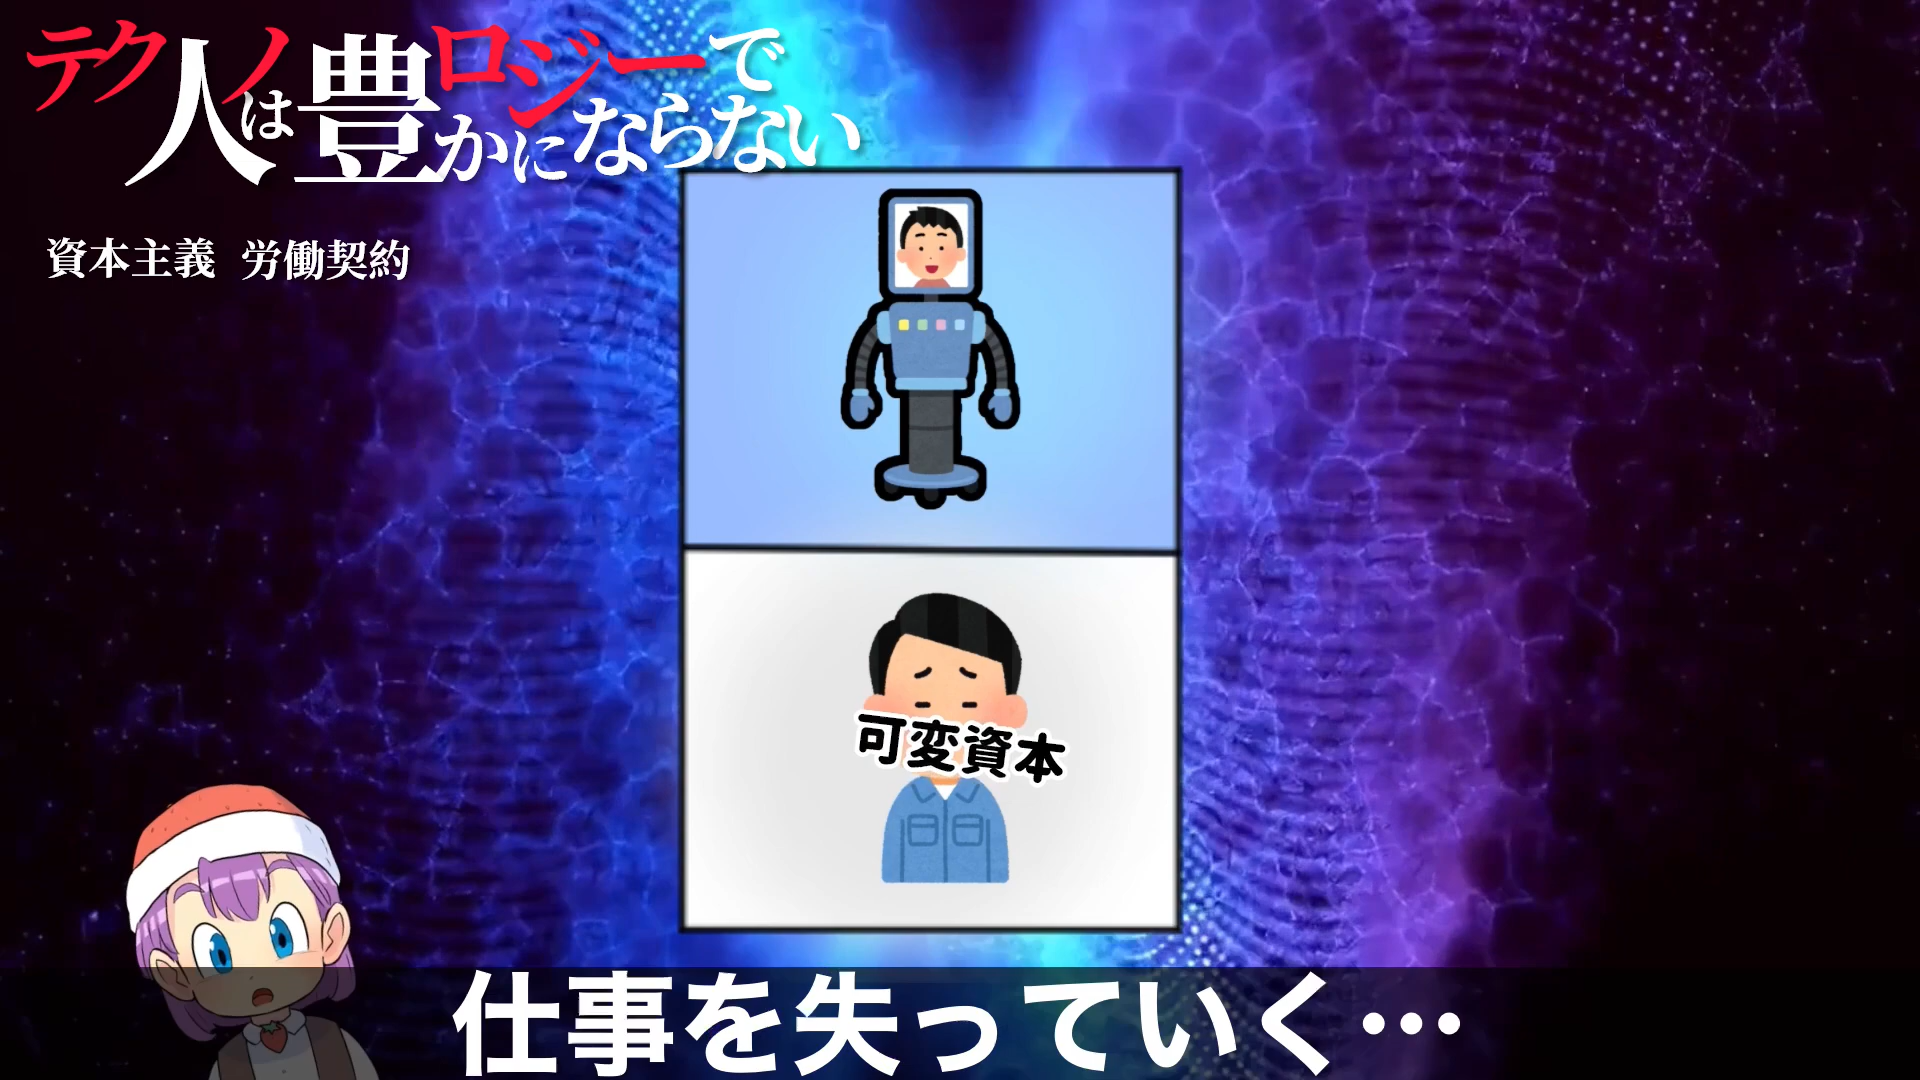 テクノロジーで
人は豊かにならない
資本主義 労働契約
可変資本
仕事を失っていく…